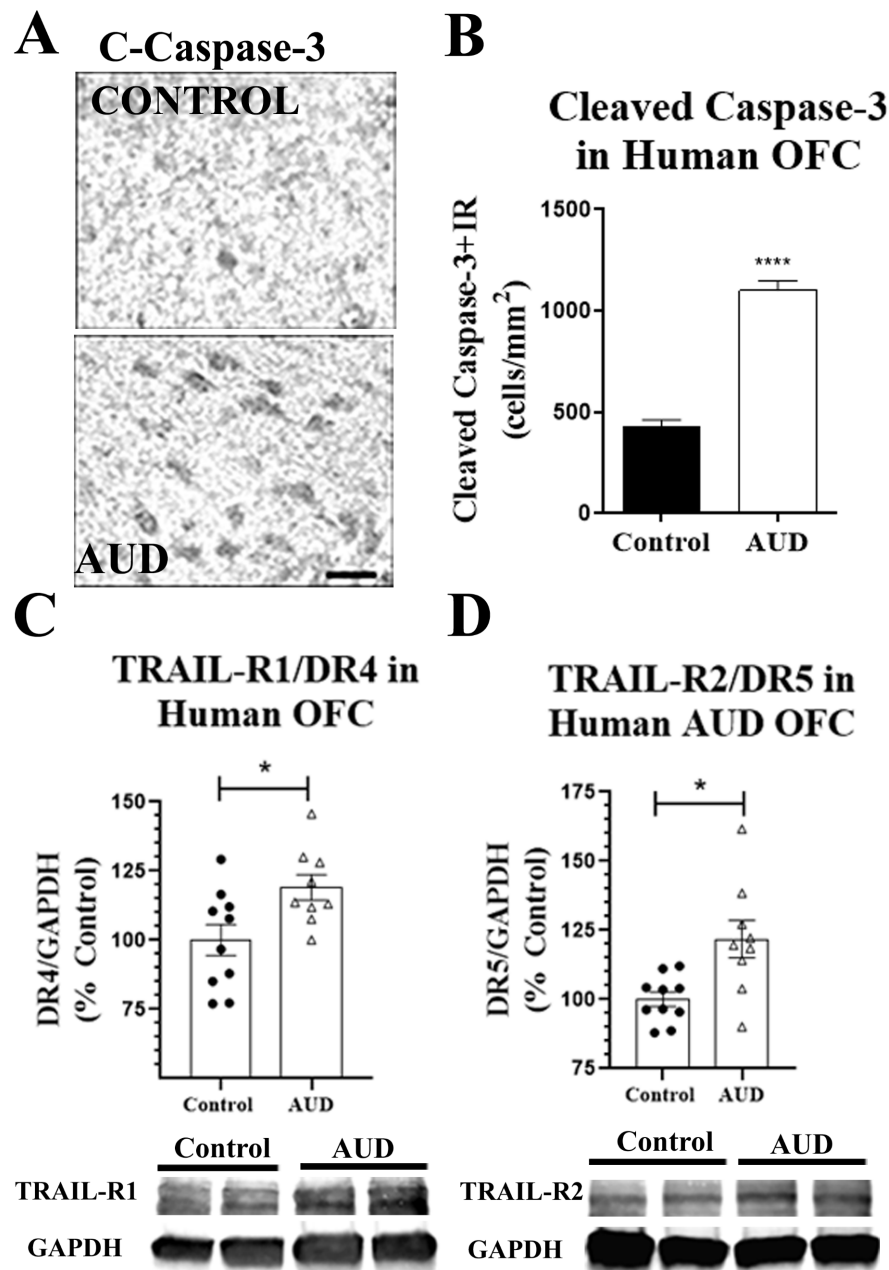 A
C-Caspase-3
CONTROL
AUD
B
Cleaved Caspase-3
in Human OFC
Cleaved Caspase-3+IR
(cells/mm²)
1500
1000
500
0
****
Control
AUD
C
TRAIL-R1/DR4 in
Human OFC
DR4/GAPDH
(% Control)
150
125
100
75
*
Control
AUD
Control
AUD
TRAIL-R1
GAPDH
D
TRAIL-R2/DR5 in
Human AUD OFC
DR5/GAPDH
(% Control)
175
150
125
100
75
*
Control
AUD
Control
AUD
TRAIL-R2
GAPDH